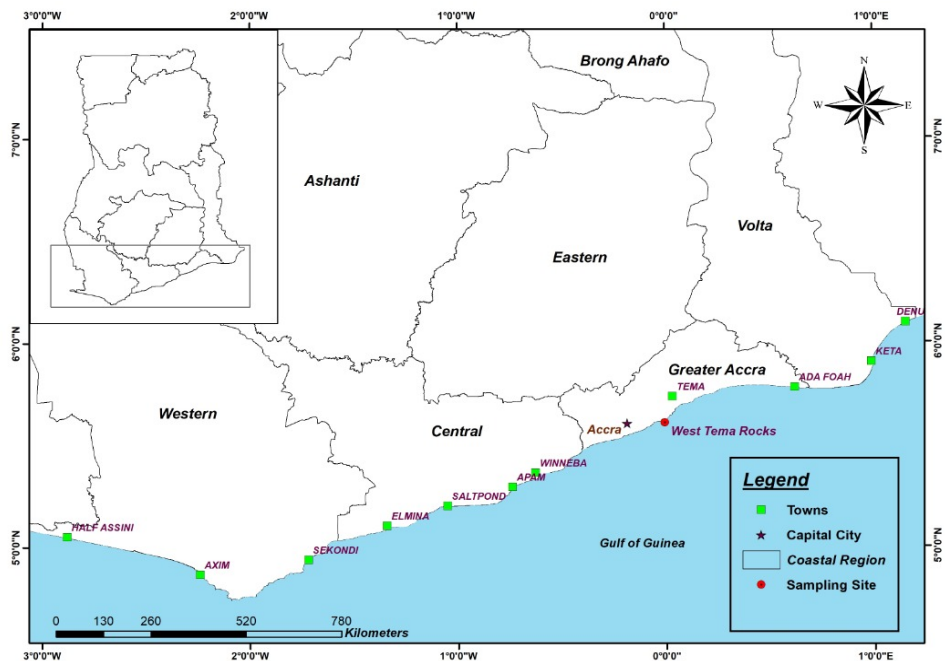 3°0'0"W 2°0'0"W 1°0'0"W 0°0'0" 1°0'0"E
Brong Ahafo
N
W E
S
7°0'0"N 7°0'0"N
Ashanti
Volta
Eastern
DENU
6°0'0"N 6°0'0"N
KETA
Greater Accra
ADA FOAH
TEMA
Western
Central
Accra
West Tema Rocks
WINNEBA
APAM
SALTPOND
ELMINA
HALF ASSINI
SEKONDI
AXIM
5°0'0"N 5°0'0"N
Gulf of Guinea
Legend
Towns
Capital City
Coastal Region
Sampling Site
0 130 260 520 780
Kilometers
3°0'0"W 2°0'0"W 1°0'0"W 0°0'0" 1°0'0"E